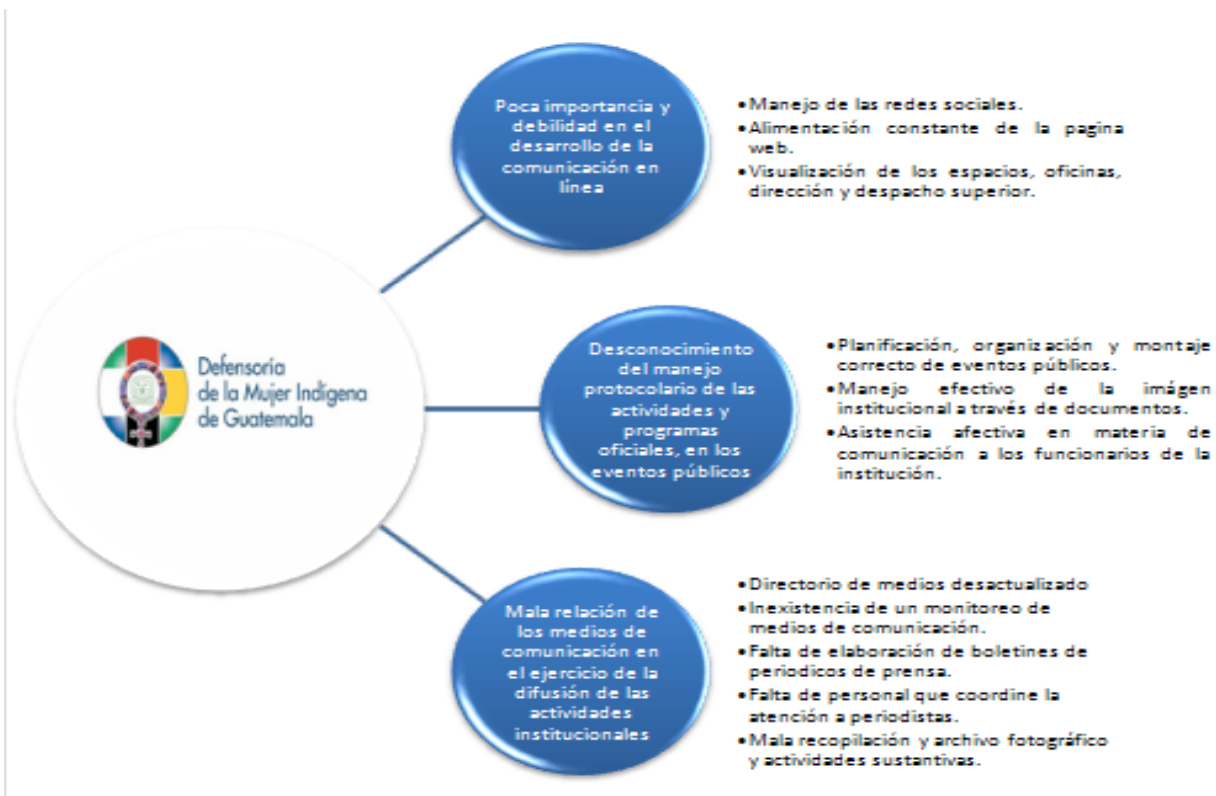 Poca importancia y
debilidad en el
desarrollo de la
comunicación en
línea
•Manejo de las redes sociales.
•Alimentación constante de la pagina
web.
•Visualización de los espacios, oficinas,
dirección y despacho superior.
Defensoría
de la Mujer Indígena
de Guatemala
Desconocimiento
del manejo
protocolario de las
actividades y
programas
oficiales, en los
eventos públicos
•Planificación, organización y montaje
correcto de eventos públicos.
•Manejo efectivo de la imágen
institucional a través de documentos.
•Asistencia afectiva en materia de
comunicación a los funcionarios de la
institución.
Mala relación de
los medios de
comunicación en
el ejercicio de la
difusión de las
actividades
institucionales
•Directorio de medios desactualizado
•Inexistencia de un monitoreo de
medios de comunicación.
•Falta de elaboración de boletines de
periodicos de prensa.
•Falta de personal que coordine la
atención a periodistas.
•Mala recopilación y archivo fotográfico
y actividades sustantivas.